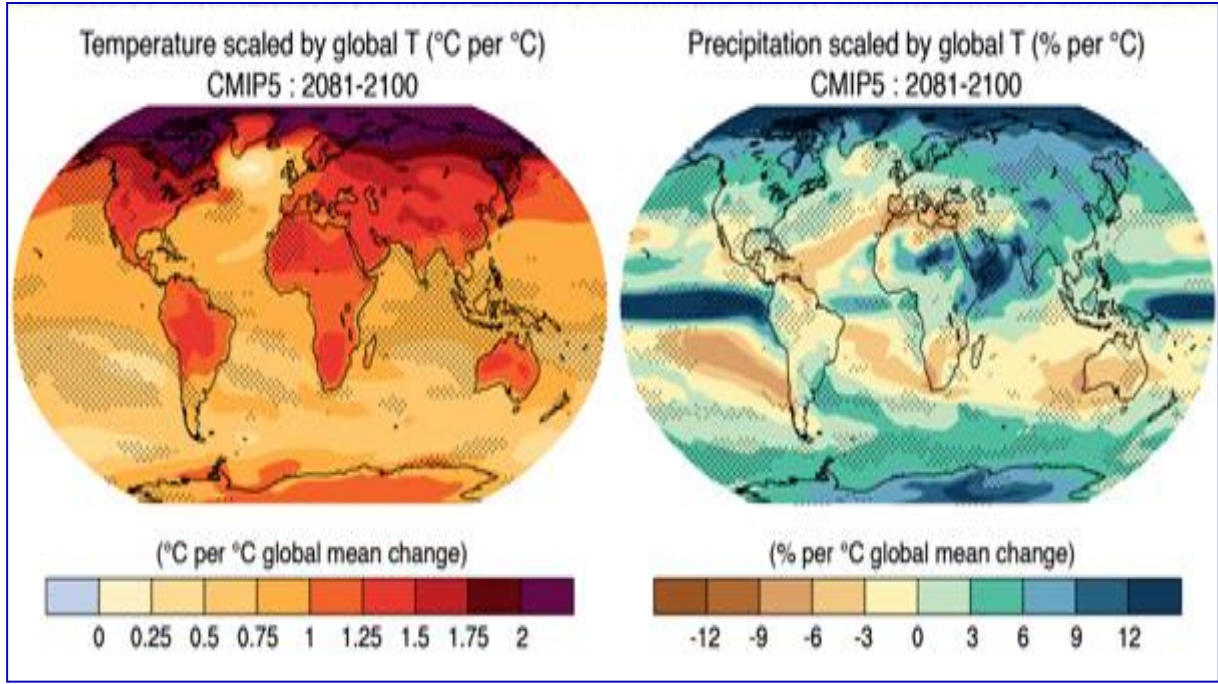 Temperature scaled by global T (°C per °C)
CMIP5 : 2081-2100
(°C per °C global mean change)
0 0.25 0.5 0.75 1 1.25 1.5 1.75 2
Precipitation scaled by global T (% per °C)
CMIP5 : 2081-2100
(% per °C global mean change)
-12 -9 -6 -3 0 3 6 9 12